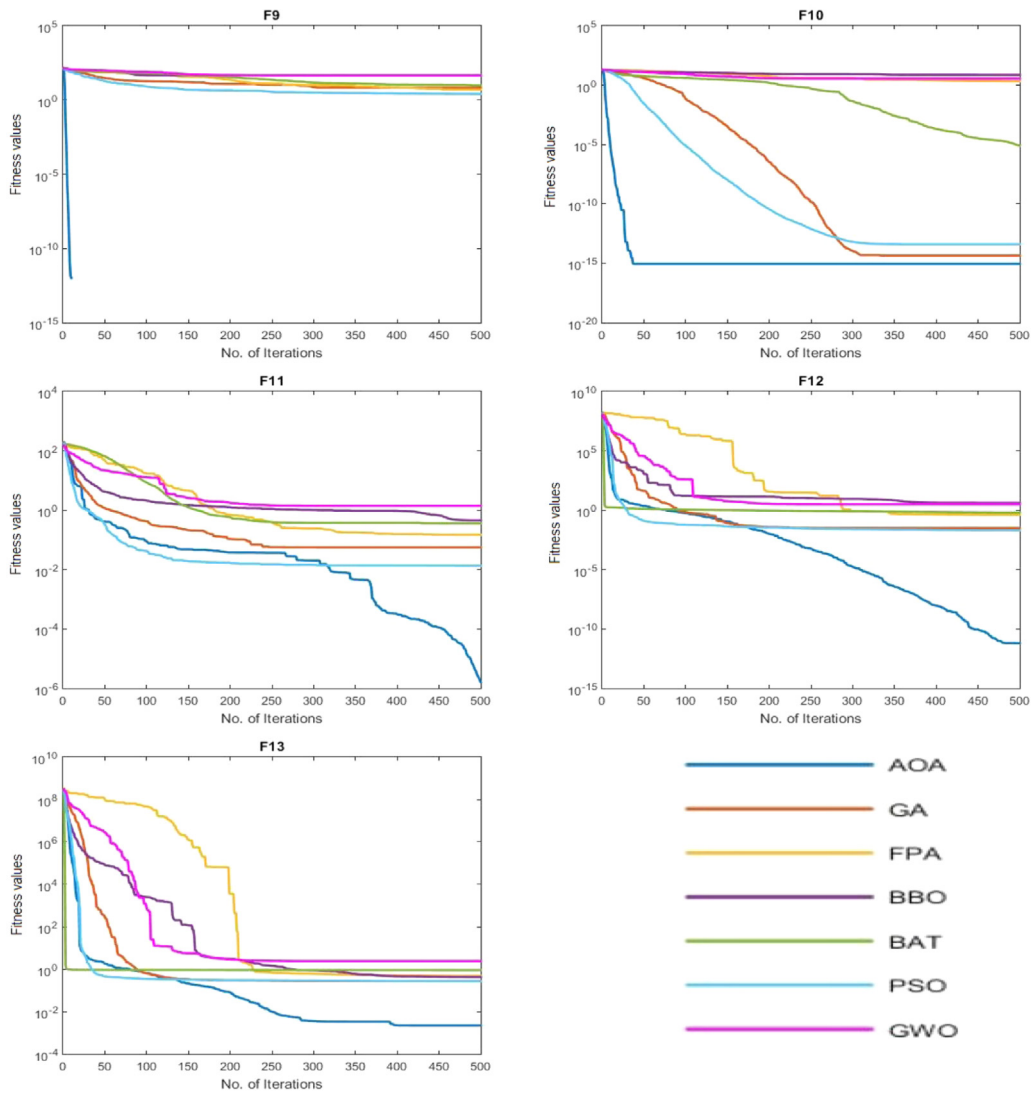 F9
10^5
10^0
10^-5
10^-10
10^-15
Fitness values
0 50 100 150 200 250 300 350 400 450 500
No. of Iterations
F10
10^5
10^0
10^-5
10^-10
10^-15
10^-20
Fitness values
0 50 100 150 200 250 300 350 400 450 500
No. of Iterations
F11
10^4
10^2
10^0
10^-2
10^-4
10^-6
Fitness values
0 50 100 150 200 250 300 350 400 450 500
No. of Iterations
F12
10^10
10^5
10^0
10^-5
10^-10
10^-15
Fitness values
0 50 100 150 200 250 300 350 400 450 500
No. of Iterations
F13
10^10
10^8
10^6
10^4
10^2
10^0
10^-2
10^-4
Fitness values
0 50 100 150 200 250 300 350 400 450 500
No. of Iterations
AOA
GA
FPA
BBO
BAT
PSO
GWO